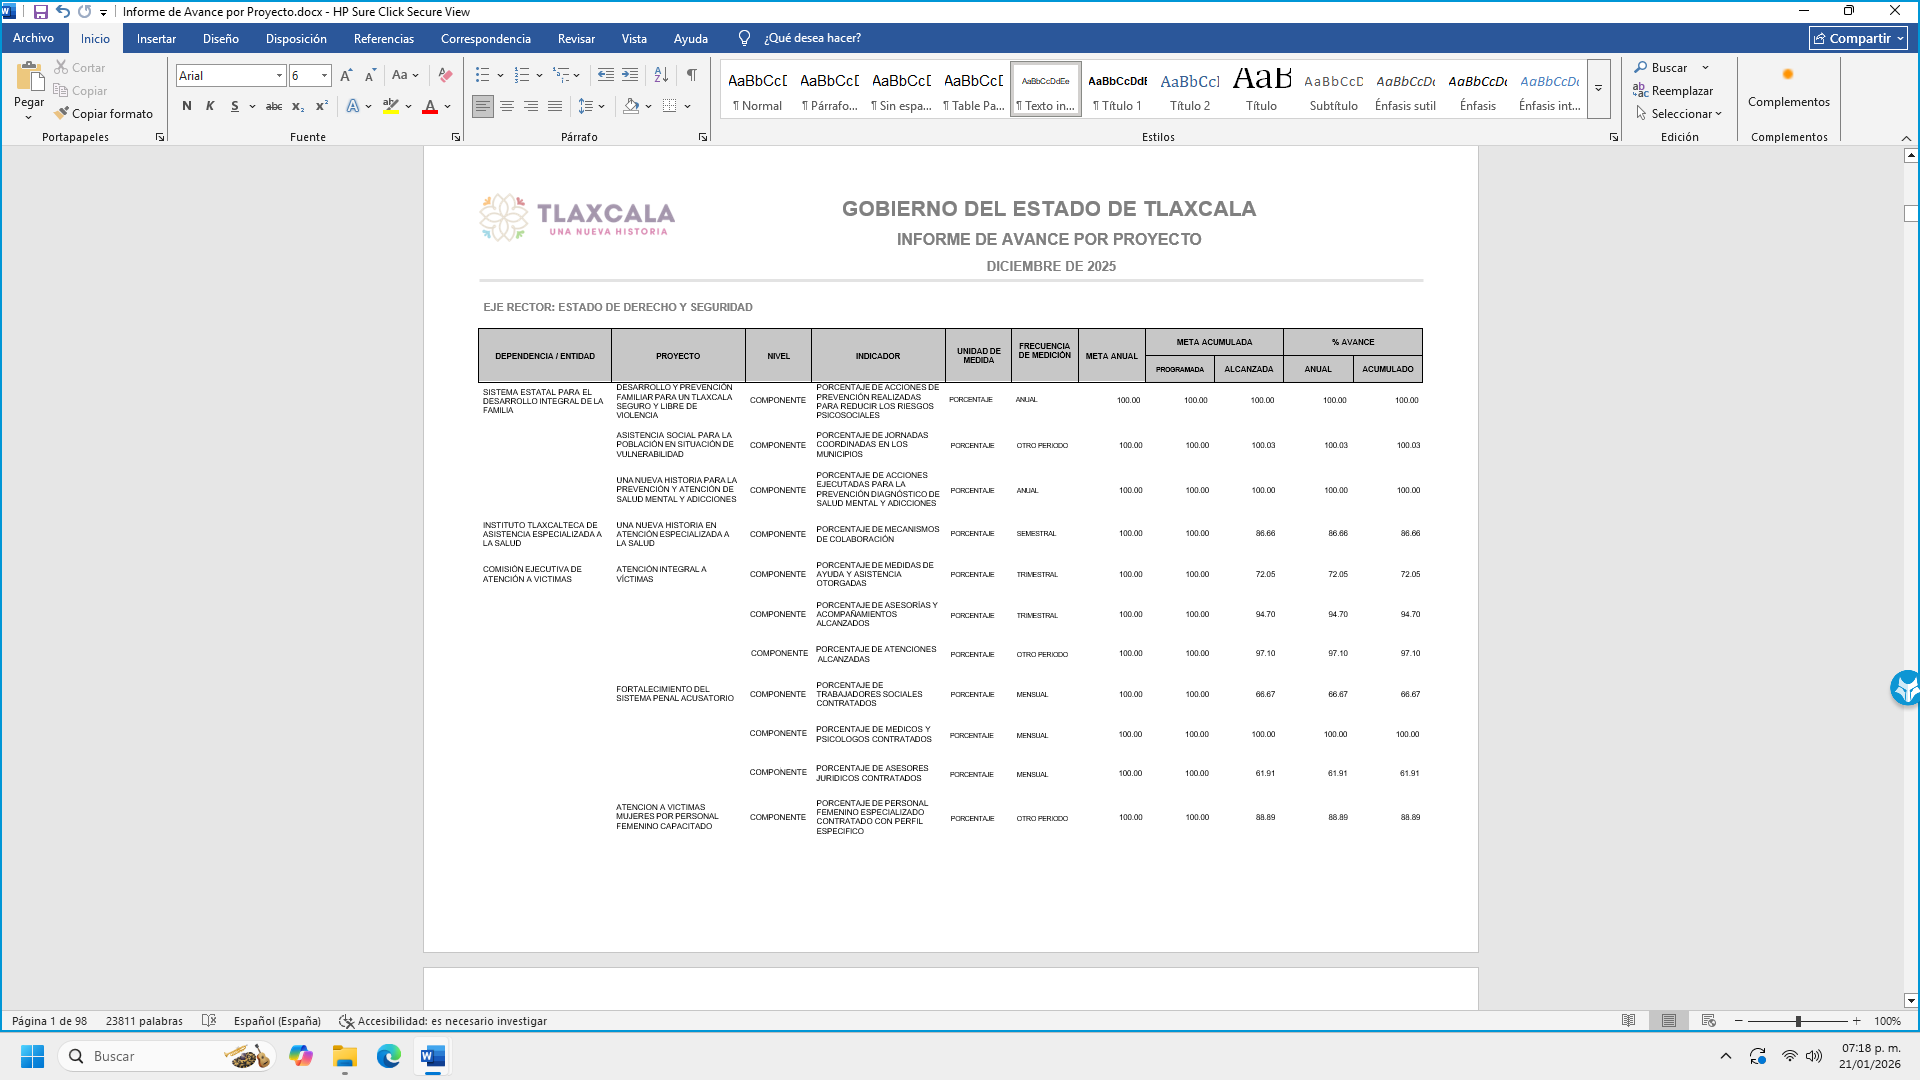 Informe de Avance por Proyecto.docx - HP Sure Click Secure View
Archivo Inicio Insertar Diseño Disposición Referencias Correspondencia Revisar Vista Ayuda ¿Qué desea hacer? Compartir
Pegar
Cortar
Copiar
Copiar formato
Portapapeles
Arial 6
Aa
N K S abc x₂ x²
Fuente
Párrafo
AaBbCcD AaBbCcD AaBbCcD AaBbCcD AaBbCcDdEe AaBbCcDdE AaBbCcI AaB AaBbCcD AaBbCcDc AaBbCcDc AaBbCcDc
¶ Normal ¶ Párrafo... ¶ Sin espa... ¶ Table Pa... ¶ Texto in... ¶ Título 1 Título 2 Título Subtítulo Énfasis sutil Énfasis Énfasis int...
Estilos
Buscar
Reemplazar
Seleccionar
Edición
Complementos
Complementos
TLAXCALA
UNA NUEVA HISTORIA
GOBIERNO DEL ESTADO DE TLAXCALA
INFORME DE AVANCE POR PROYECTO
DICIEMBRE DE 2025
EJE RECTOR: ESTADO DE DERECHO Y SEGURIDAD
DEPENDENCIA / ENTIDAD PROYECTO NIVEL INDICADOR UNIDAD DE MEDIDA FRECUENCIA DE MEDICIÓN META ANUAL META ACUMULADA % AVANCE
PROGRAMADA ALCANZADA ANUAL ACUMULADO
SISTEMA ESTATAL PARA EL DESARROLLO INTEGRAL DE LA FAMILIA DESARROLLO Y PREVENCIÓN FAMILIAR PARA UN TLAXCALA SEGURO Y LIBRE DE VIOLENCIA COMPONENTE PORCENTAJE DE ACCIONES DE PREVENCIÓN REALIZADAS PARA REDUCIR LOS RIESGOS PSICOSOCIALES PORCENTAJE ANUAL 100.00 100.00 100.00 100.00 100.00
ASISTENCIA SOCIAL PARA LA POBLACIÓN EN SITUACIÓN DE VULNERABILIDAD COMPONENTE PORCENTAJE DE JORNADAS COORDINADAS EN LOS MUNICIPIOS PORCENTAJE OTRO PERIODO 100.00 100.00 100.03 100.03 100.03
UNA NUEVA HISTORIA PARA LA PREVENCIÓN Y ATENCIÓN DE SALUD MENTAL Y ADICCIONES COMPONENTE PORCENTAJE DE ACCIONES EJECUTADAS PARA LA PREVENCIÓN DIAGNÓSTICO DE SALUD MENTAL Y ADICCIONES PORCENTAJE ANUAL 100.00 100.00 100.00 100.00 100.00
INSTITUTO TLAXCALTECA DE ASISTENCIA ESPECIALIZADA A LA SALUD UNA NUEVA HISTORIA EN ATENCIÓN ESPECIALIZADA A LA SALUD COMPONENTE PORCENTAJE DE MECANISMOS DE COLABORACIÓN PORCENTAJE SEMESTRAL 100.00 100.00 86.66 86.66 86.66
COMISIÓN EJECUTIVA DE ATENCIÓN A VICTIMAS ATENCIÓN INTEGRAL A VÍCTIMAS COMPONENTE PORCENTAJE DE MEDIDAS DE AYUDA Y ASISTENCIA OTORGADAS PORCENTAJE TRIMESTRAL 100.00 100.00 72.05 72.05 72.05
COMPONENTE PORCENTAJE DE ASESORÍAS Y ACOMPAÑAMIENTOS ALCANZADOS PORCENTAJE TRIMESTRAL 100.00 100.00 94.70 94.70 94.70
COMPONENTE PORCENTAJE DE ATENCIONES ALCANZADAS PORCENTAJE OTRO PERIODO 100.00 100.00 97.10 97.10 97.10
FORTALECIMIENTO DEL SISTEMA PENAL ACUSATORIO COMPONENTE PORCENTAJE DE TRABAJADORES SOCIALES CONTRATADOS PORCENTAJE MENSUAL 100.00 100.00 66.67 66.67 66.67
COMPONENTE PORCENTAJE DE MEDICOS Y PSICOLOGOS CONTRATADOS PORCENTAJE MENSUAL 100.00 100.00 100.00 100.00 100.00
COMPONENTE PORCENTAJE DE ASESORES JURIDICOS CONTRATADOS PORCENTAJE MENSUAL 100.00 100.00 61.91 61.91 61.91
ATENCION A VICTIMAS MUJERES POR PERSONAL FEMENINO CAPACITADO COMPONENTE PORCENTAJE DE PERSONAL FEMENINO ESPECIALIZADO CONTRATADO CON PERFIL ESPECIFICO PORCENTAJE OTRO PERIODO 100.00 100.00 88.89 88.89 88.89
Página 1 de 98 23811 palabras Español (España) Accesibilidad: es necesario investigar 100%
Buscar
07:18 p. m.
21/01/2026